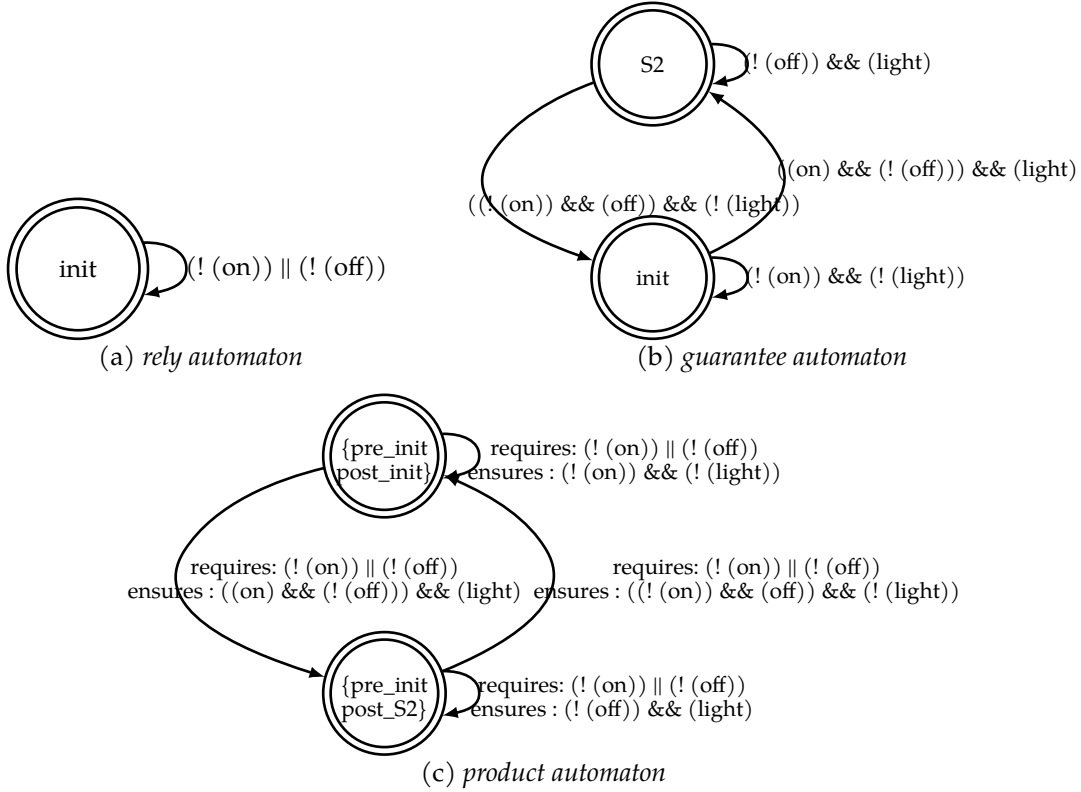 S2
(! (off)) && (light)
((on) && (! (off))) && (light)
((! (on)) && (off)) && (! (light))
init
(! (on)) || (! (off))
init
(! (on)) && (! (light))
(a) rely automaton
(b) guarantee automaton
{pre_init
post_init}
requires: (! (on)) || (! (off))
ensures : (! (on)) && (! (light))
requires: (! (on)) || (! (off))
ensures : ((on) && (! (off))) && (light)
requires: (! (on)) || (! (off))
ensures : ((! (on)) && (off)) && (! (light))
{pre_init
post_S2}
requires: (! (on)) || (! (off))
ensures : (! (off)) && (light)
(c) product automaton